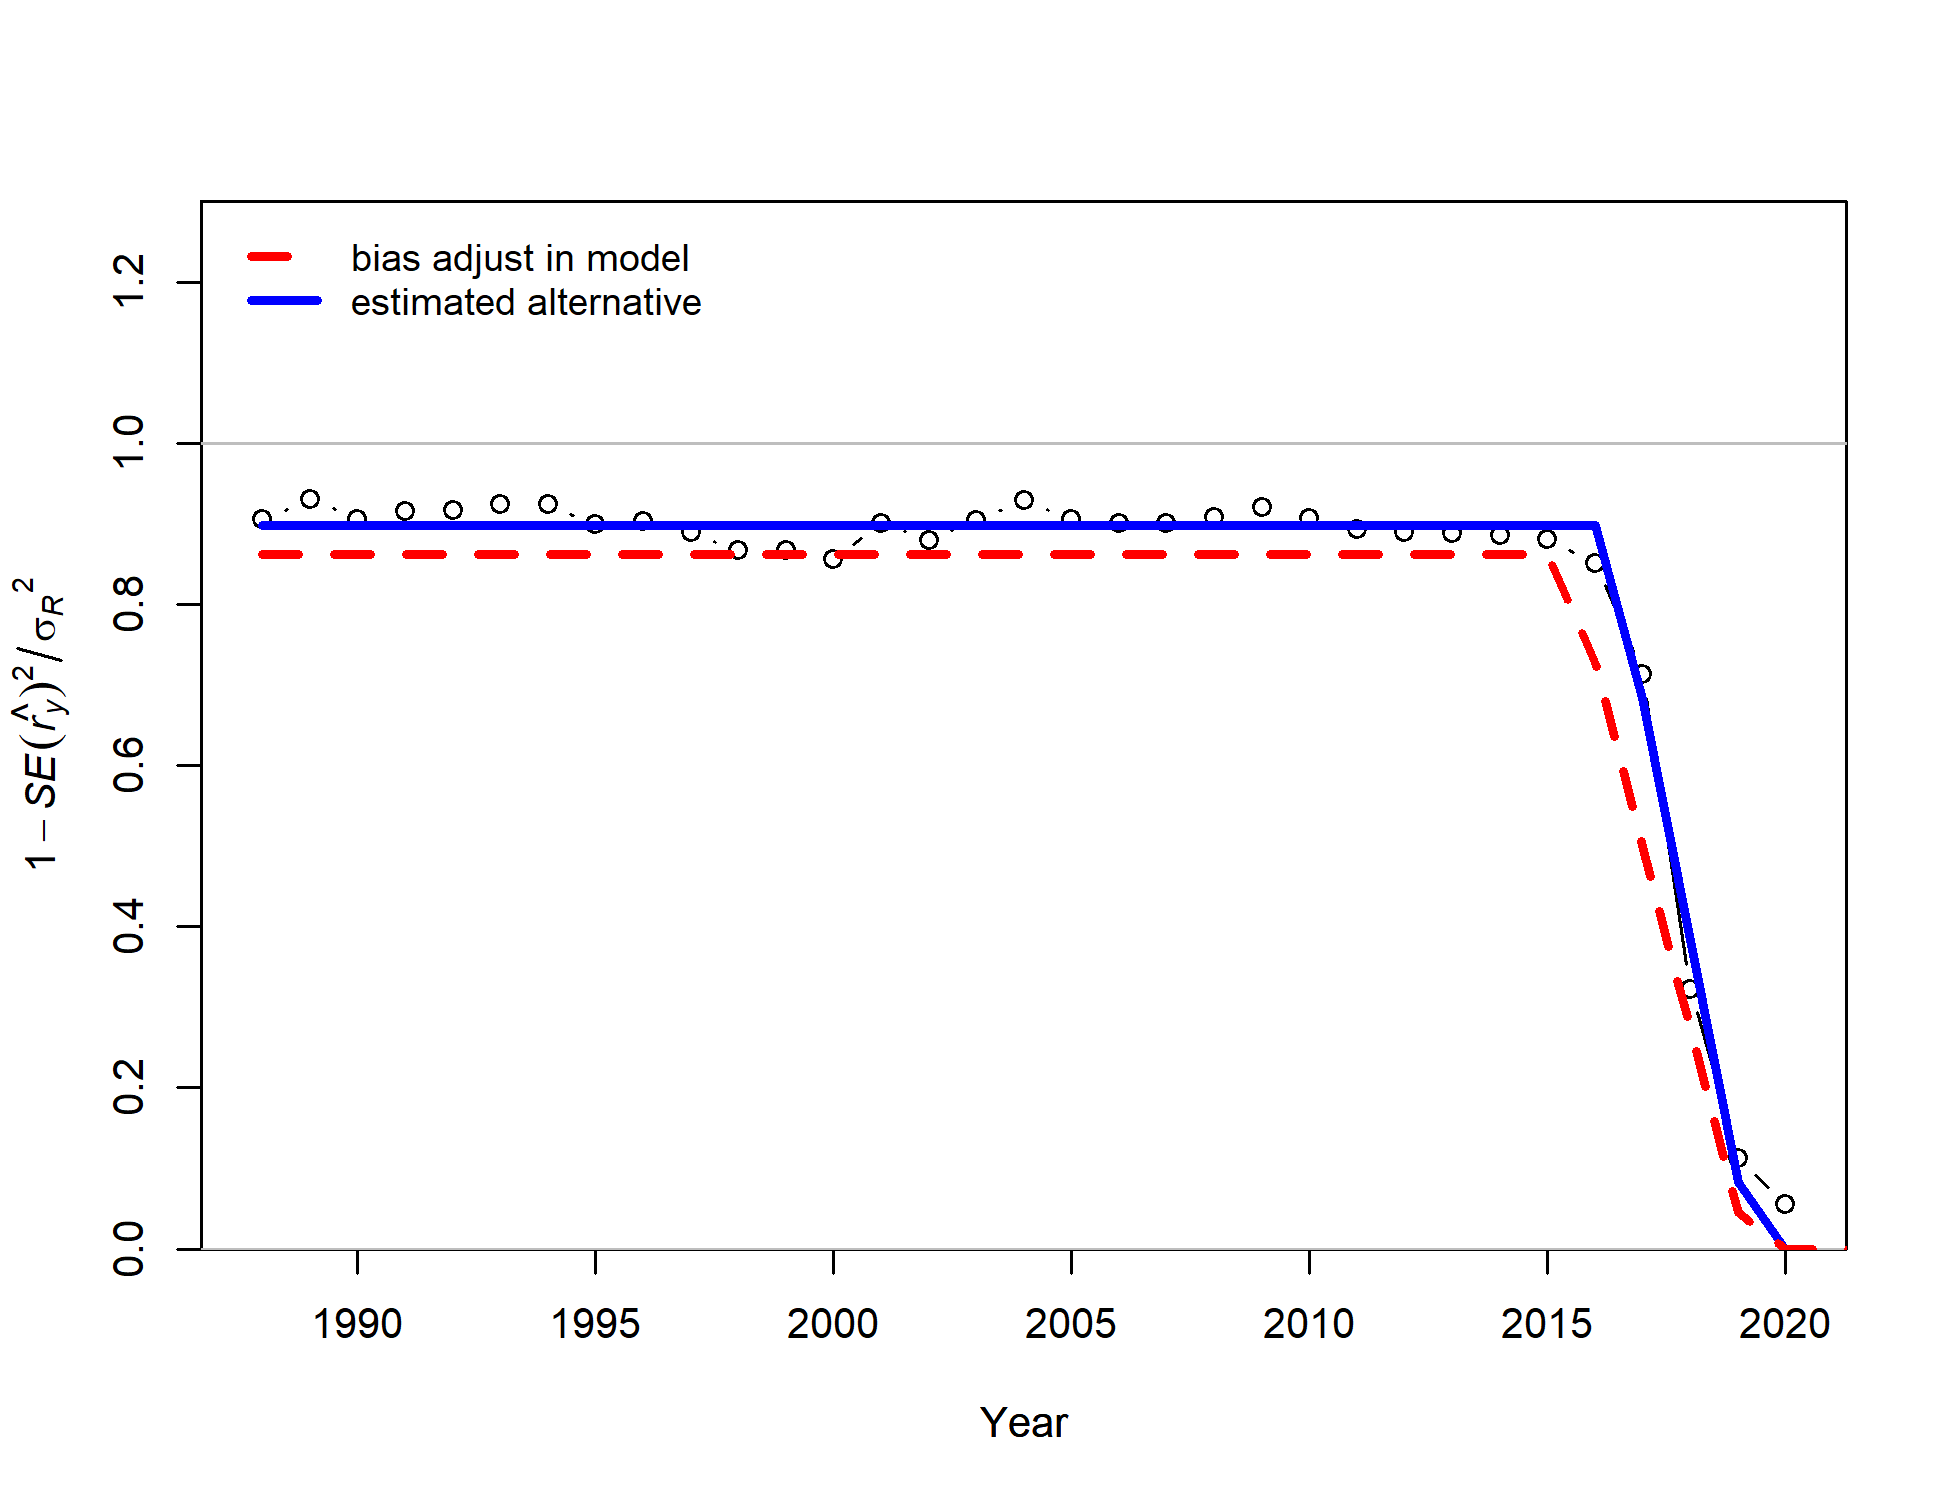 bias adjust in model
estimated alternative
1.2
1.0
0.8
0.6
0.4
0.2
0.0
1 − SE(r̂y)² / σR²
1990 1995 2000 2005 2010 2015 2020
Year